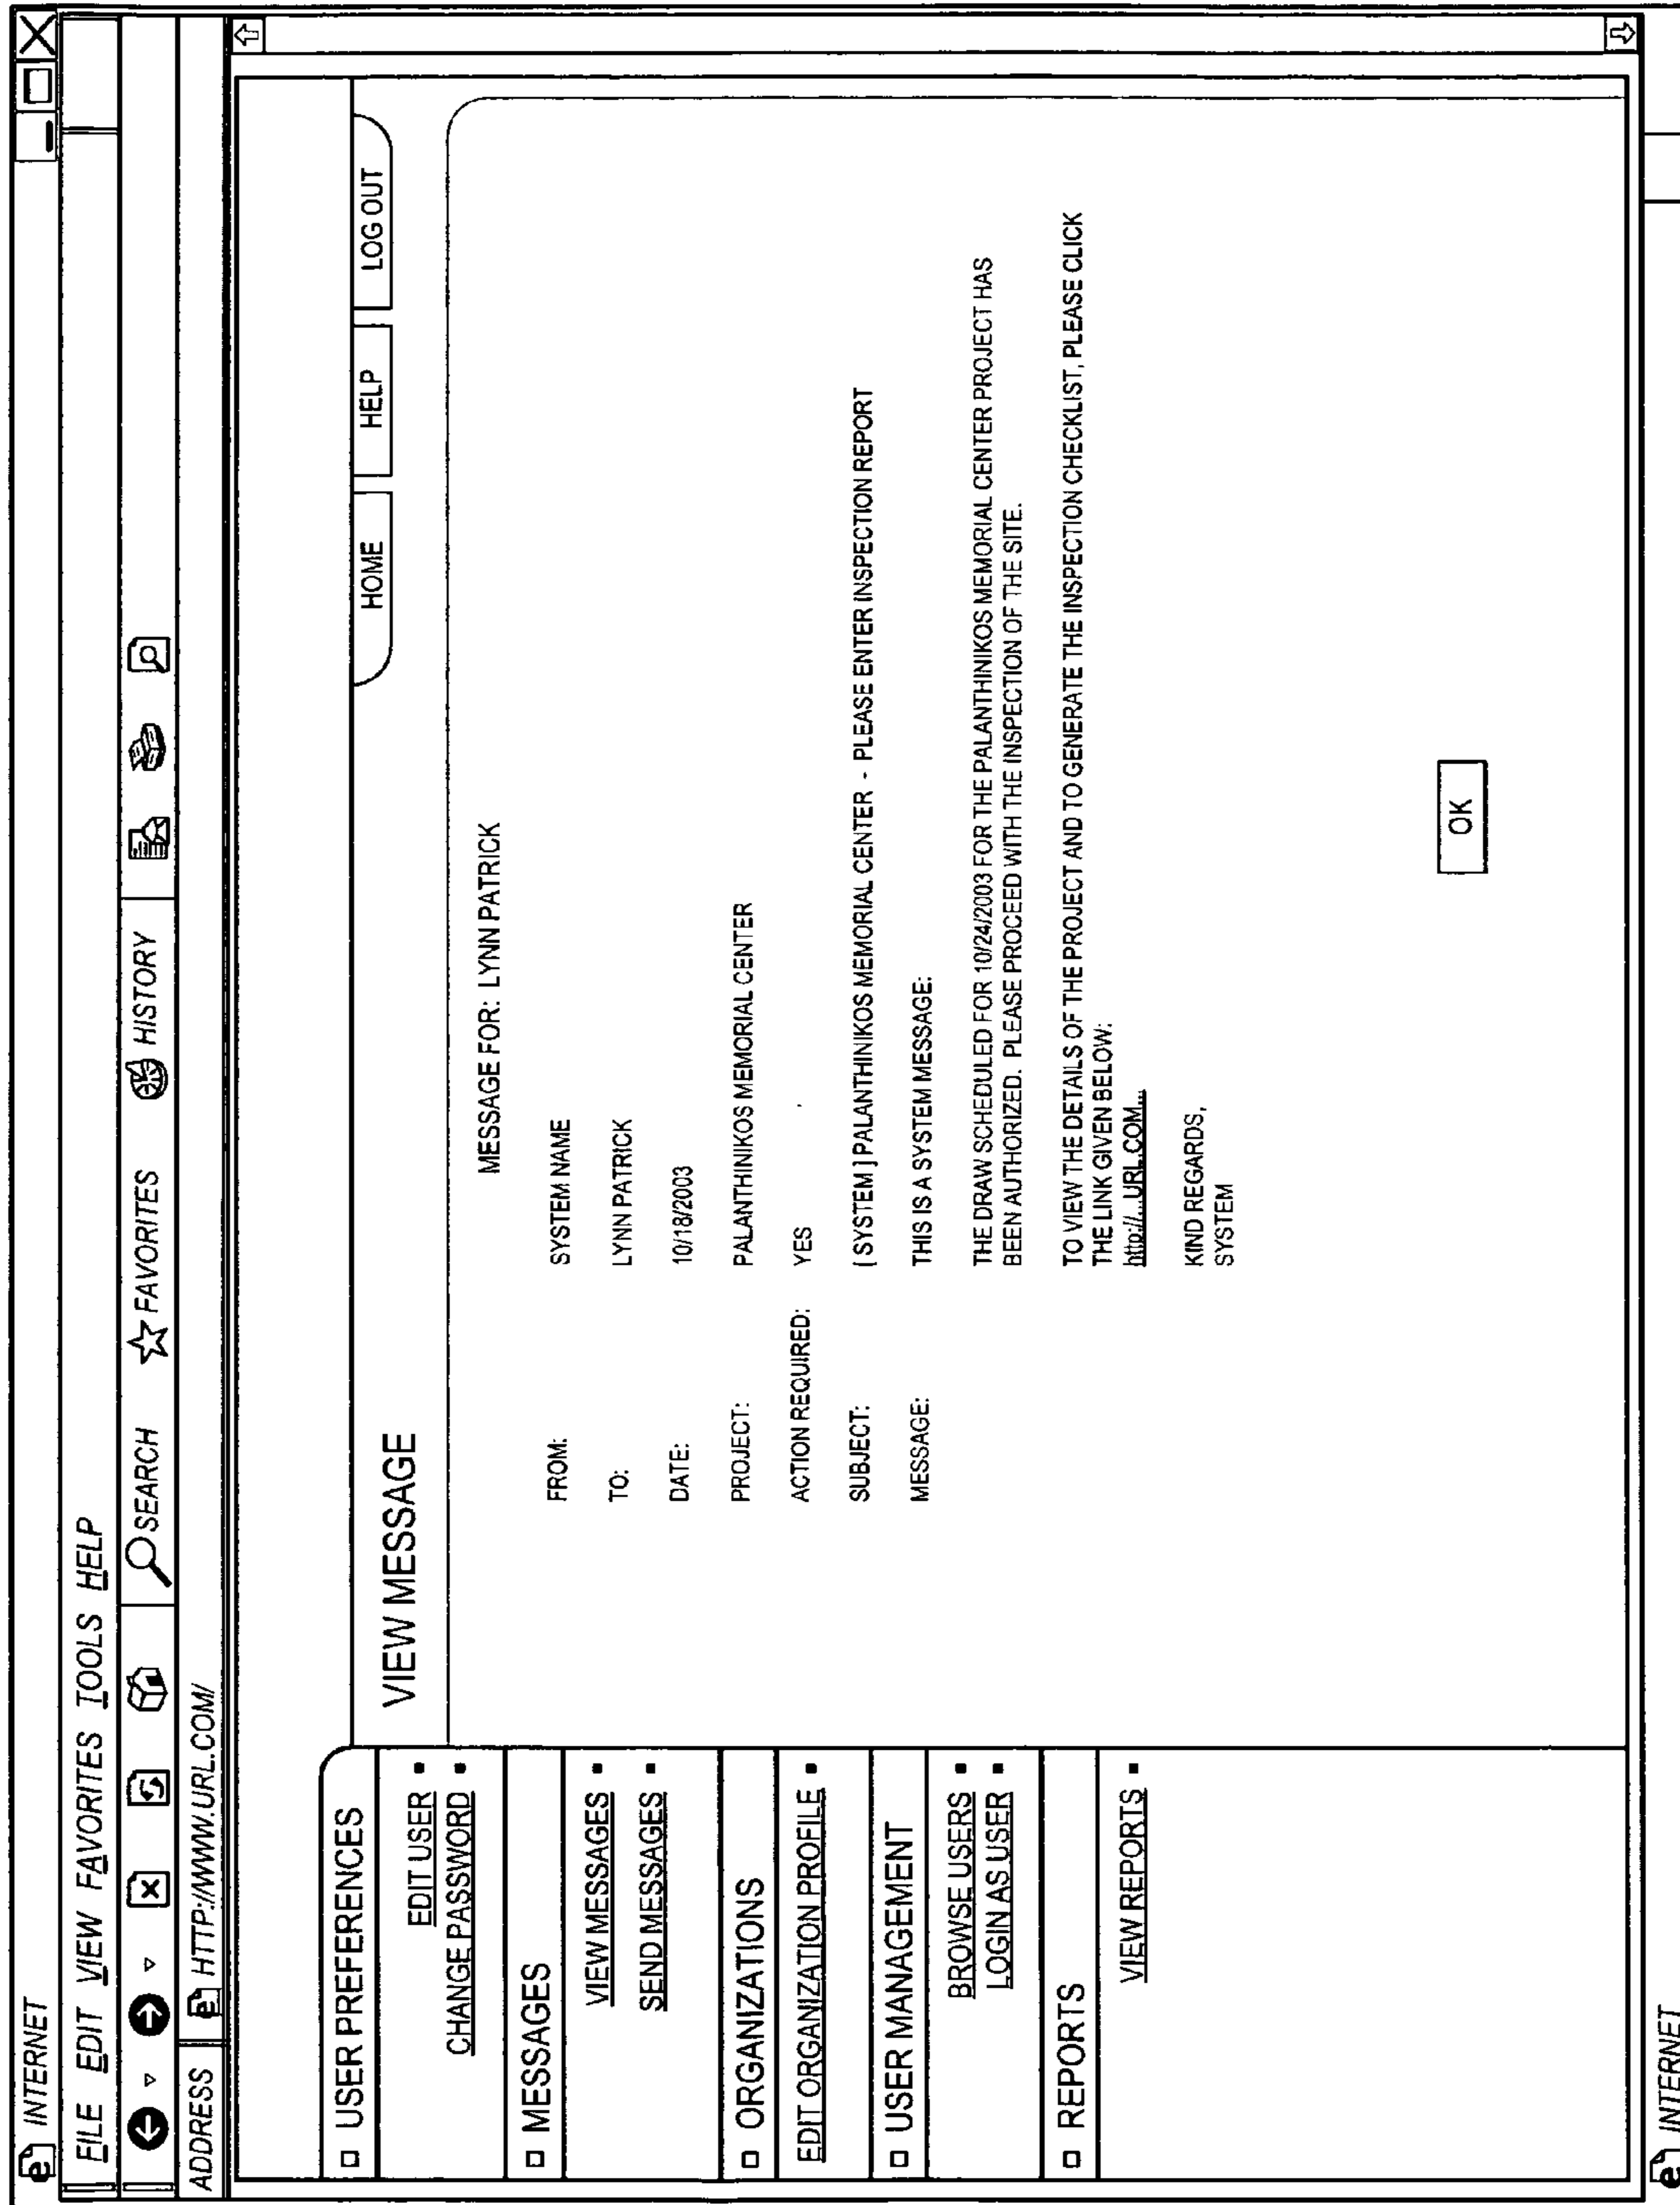 INTERNET
FILE EDIT VIEW FAVORITES TOOLS HELP
SEARCH FAVORITES HISTORY
ADDRESS HTTP://WWW.URL.COM/
HOME HELP LOG OUT
USER PREFERENCES
EDIT USER
CHANGE PASSWORD
MESSAGES
VIEW MESSAGES
SEND MESSAGES
ORGANIZATIONS
EDIT ORGANIZATION PROFILE
USER MANAGEMENT
BROWSE USERS
LOGIN AS USER
REPORTS
VIEW REPORTS
VIEW MESSAGE
MESSAGE FOR: LYNN PATRICK
FROM: SYSTEM NAME
TO: LYNN PATRICK
DATE: 10/18/2003
PROJECT: PALANTHINIKOS MEMORIAL CENTER
ACTION REQUIRED: YES
SUBJECT: [ SYSTEM ] PALANTHINIKOS MEMORIAL CENTER - PLEASE ENTER INSPECTION REPORT
MESSAGE: THIS IS A SYSTEM MESSAGE:
THE DRAW SCHEDULED FOR 10/24/2003 FOR THE PALANTHINIKOS MEMORIAL CENTER PROJECT HAS
BEEN AUTHORIZED. PLEASE PROCEED WITH THE INSPECTION OF THE SITE.
TO VIEW THE DETAILS OF THE PROJECT AND TO GENERATE THE INSPECTION CHECKLIST, PLEASE CLICK
THE LINK GIVEN BELOW:
http://...URL.COM...
KIND REGARDS,
SYSTEM
OK
INTERNET